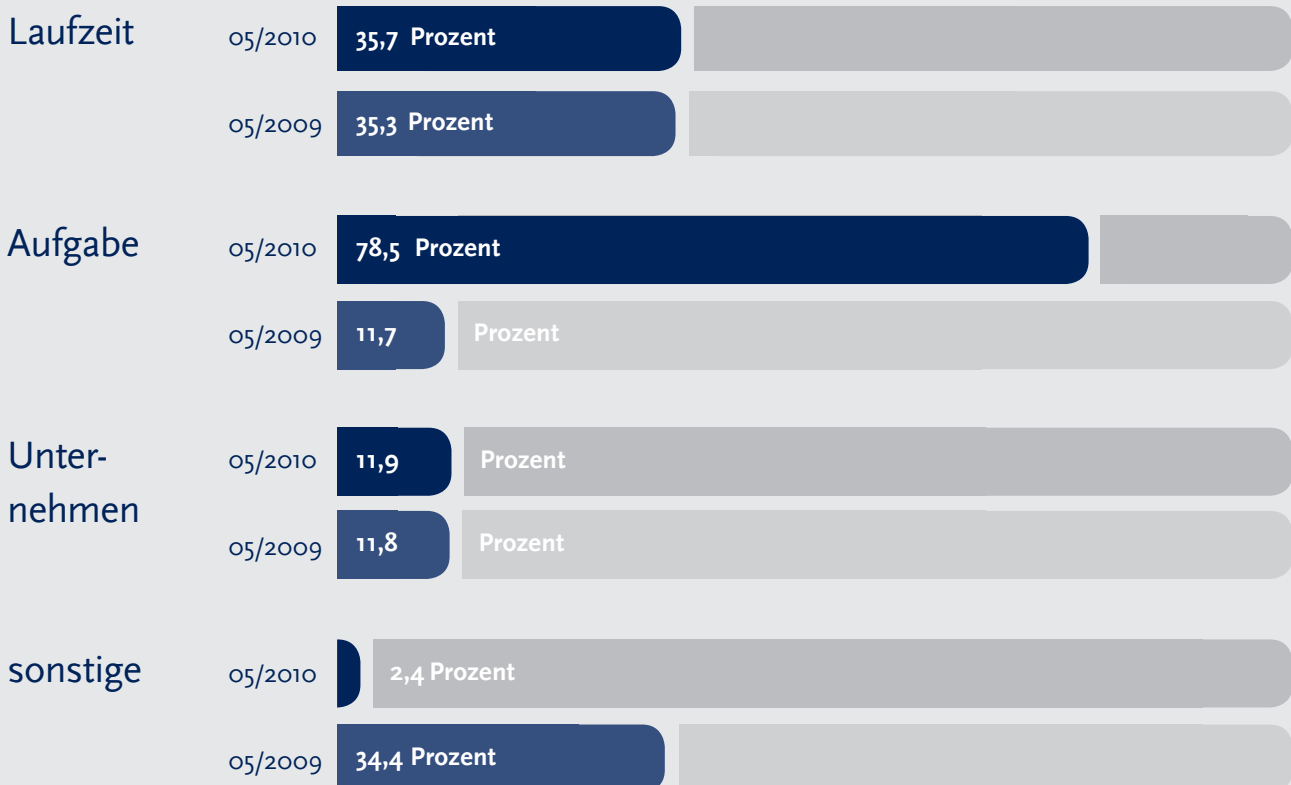 Laufzeit 05/2010 35,7 Prozent
05/2009 35,3 Prozent
Aufgabe 05/2010 78,5 Prozent
05/2009 11,7 Prozent
Unter- 05/2010 11,9 Prozent
nehmen
05/2009 11,8 Prozent
sonstige 05/2010 2,4 Prozent
05/2009 34,4 Prozent